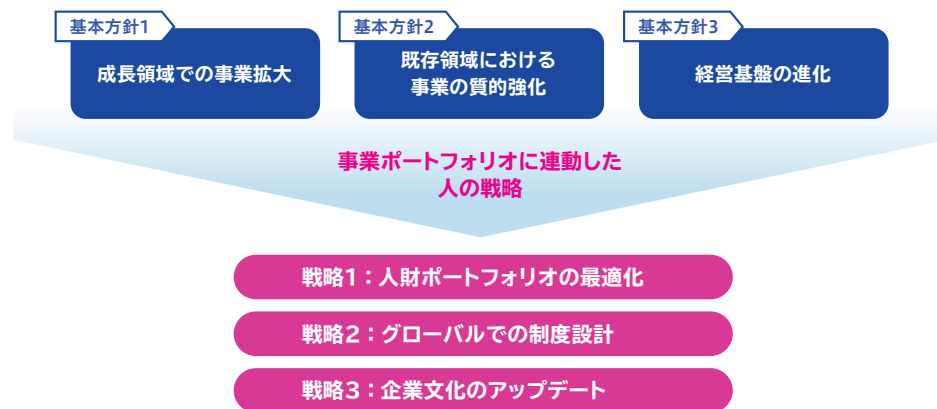 基本方針1
成長領域での事業拡大
基本方針2
既存領域における
事業の質的強化
基本方針3
経営基盤の進化
事業ポートフォリオに連動した
人の戦略
戦略1：人財ポートフォリオの最適化
戦略2：グローバルでの制度設計
戦略3：企業文化のアップデート